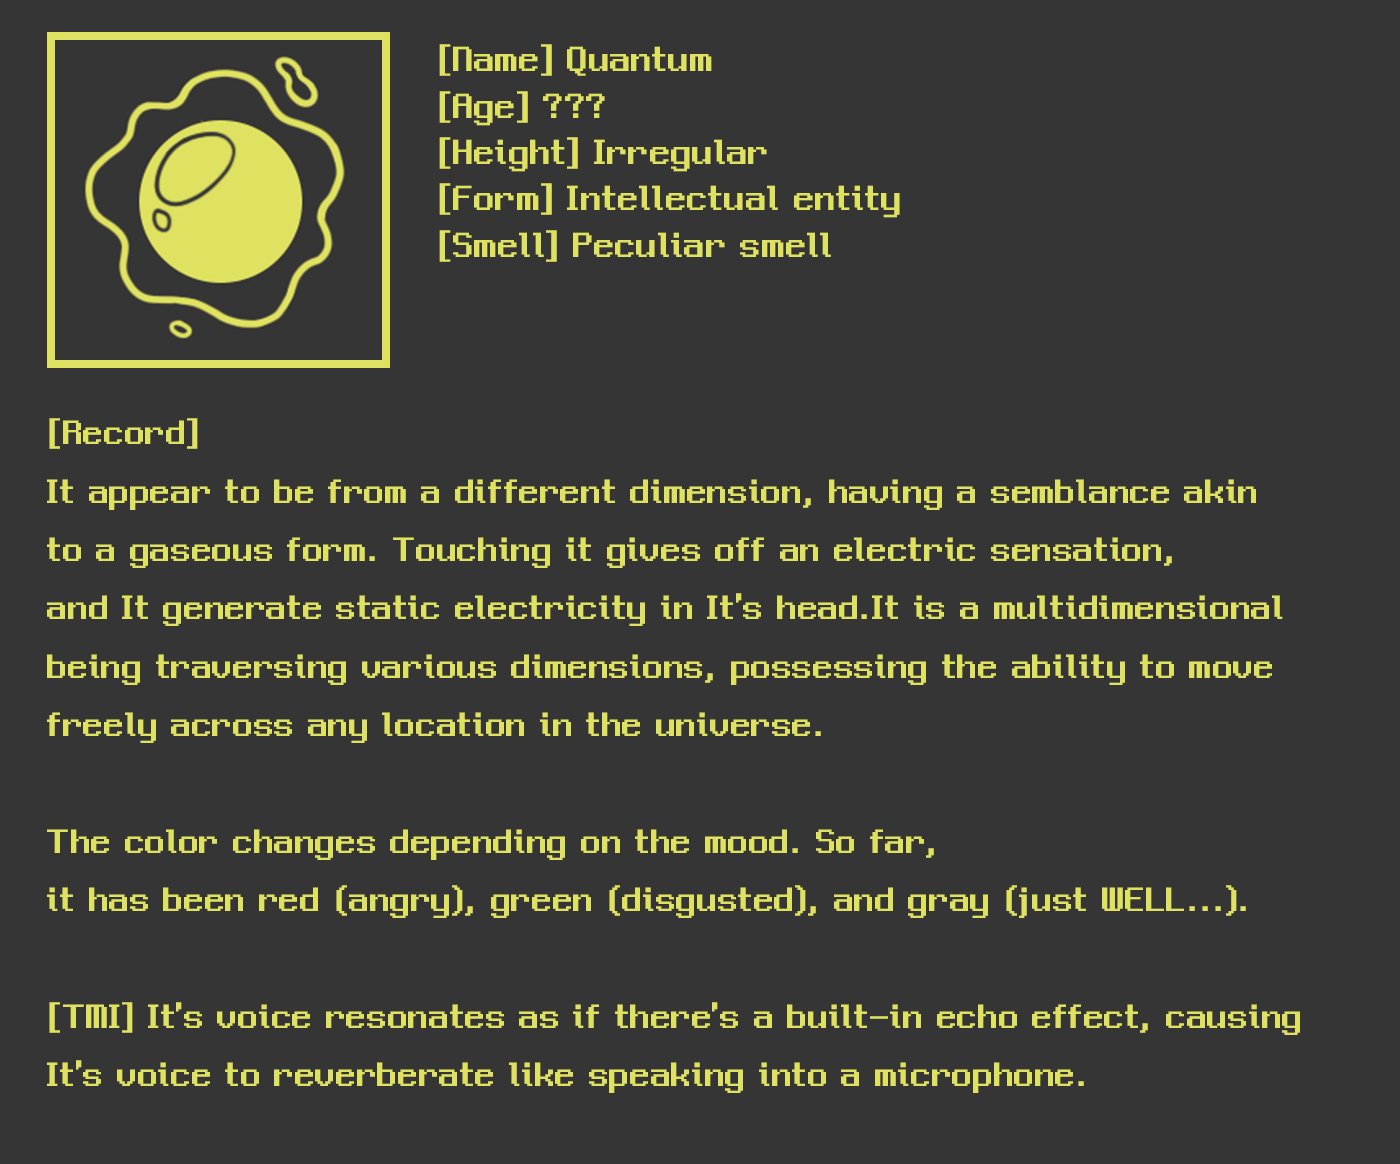 [Name] Quantum
[Age] ???
[Height] Irregular
[Form] Intellectual entity
[Smell] Peculiar smell
[Record]
It appear to be from a different dimension, having a semblance akin
to a gaseous form. Touching it gives off an electric sensation,
and It generate static electricity in It's head.It is a multidimensional
being traversing various dimensions, possessing the ability to move
freely across any location in the universe.
The color changes depending on the mood. So far,
it has been red (angry), green (disgusted), and gray (just WELL...).
[TMI] It's voice resonates as if there's a built-in echo effect, causing
It's voice to reverberate like speaking into a microphone.